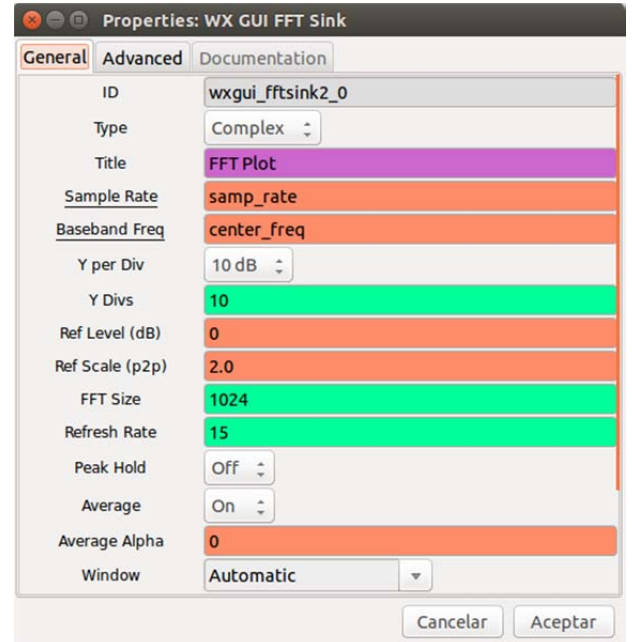 Properties: WX GUI FFT Sink
General Advanced Documentation
ID wxgui_fftsink2_0
Type Complex
Title FFT Plot
Sample Rate samp_rate
Baseband Freq center_freq
Y per Div 10 dB
Y Divs 10
Ref Level (dB) 0
Ref Scale (p2p) 2.0
FFT Size 1024
Refresh Rate 15
Peak Hold Off
Average On
Average Alpha 0
Window Automatic
Cancelar Aceptar